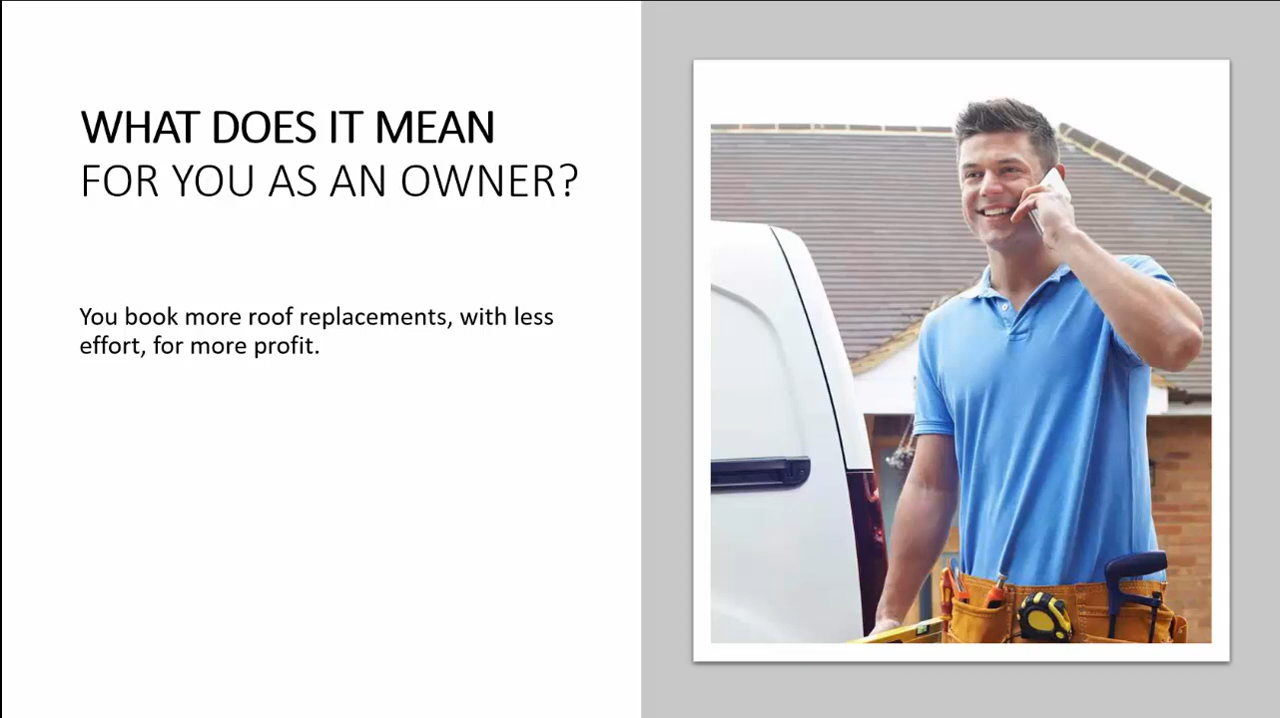 WHAT DOES IT MEAN
FOR YOU AS AN OWNER?
You book more roof replacements, with less
effort, for more profit.